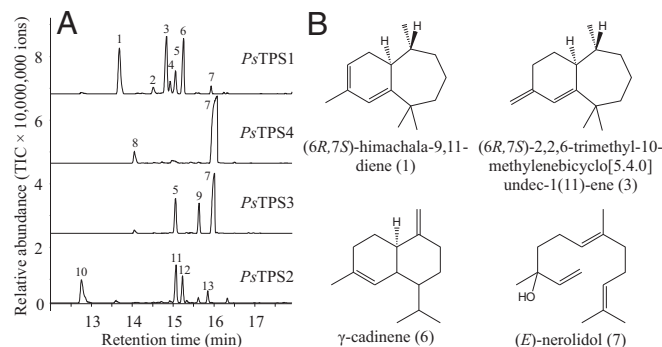 A
Relative abundance (TIC × 10,000,000 ions)
8
6
4
2
0
1
2
3
4
5
6
7
PsTPS1
8
7
PsTPS4
5
9
7
PsTPS3
10
11
12
13
PsTPS2
13 14 15 16 17
Retention time (min)
B
H
H
(6R,7S)-himachala-9,11-
diene (1)
H
H
(6R,7S)-2,2,6-trimethyl-10-
methylenebicyclo[5.4.0]
undec-1(11)-ene (3)
H
γ-cadinene (6)
HO
(E)-nerolidol (7)